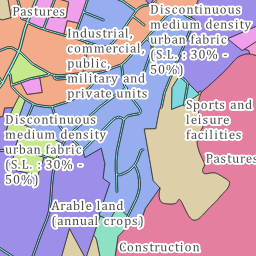 Pastures
Discontinuous
medium density
urban fabric
(S.L. : 30% -
50%)
Industrial,
commercial,
public,
military and
private units
Sports and
leisure
facilities
Discontinuous
medium density
urban fabric
(S.L. : 30% -
50%)
Pastures
Arable land
(annual crops)
Construction